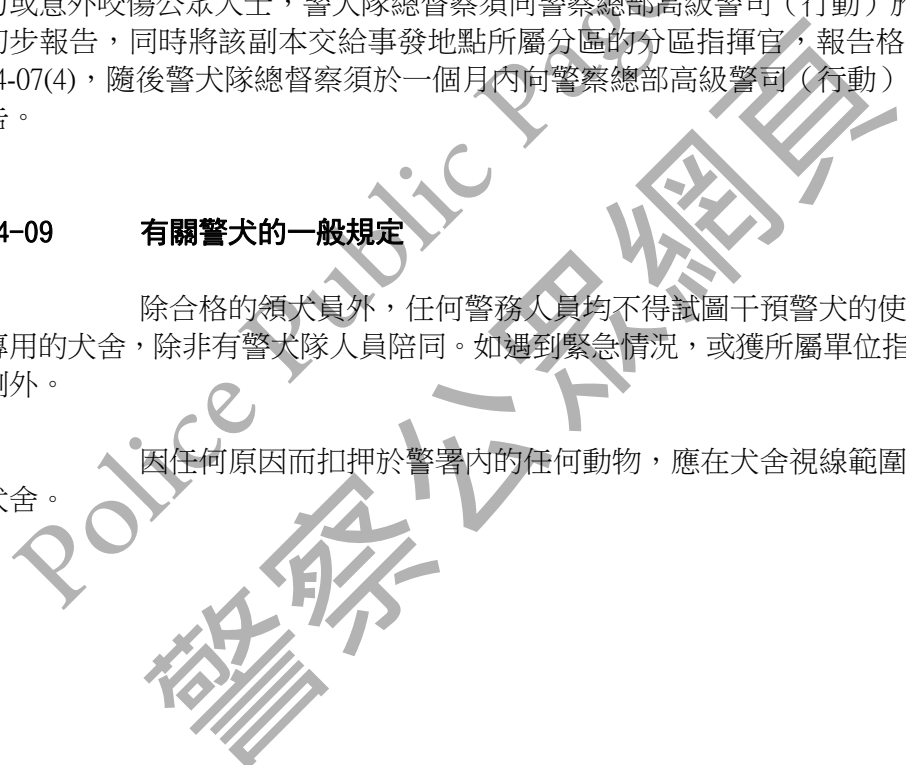 或意外咬傷公眾人士，警犬隊總督察須向警察總部高級警司（行動）於
初步報告，同時將該副本交給事發地點所屬分區的分區指揮官，報告格
4-07(4)，隨後警犬隊總督察須於一個月內向警察總部高級警司（行動）
告。
4-09 有關警犬的一般規定
除合格的領犬員外，任何警務人員均不得試圖干預警犬的使
專用的犬舍，除非有警犬隊人員陪同。如遇到緊急情況，或獲所屬單位指
例外。
因任何原因而扣押於警署內的任何動物，應在犬舍視線範圍
犬舍。
Police Public Page
警察公眾網頁